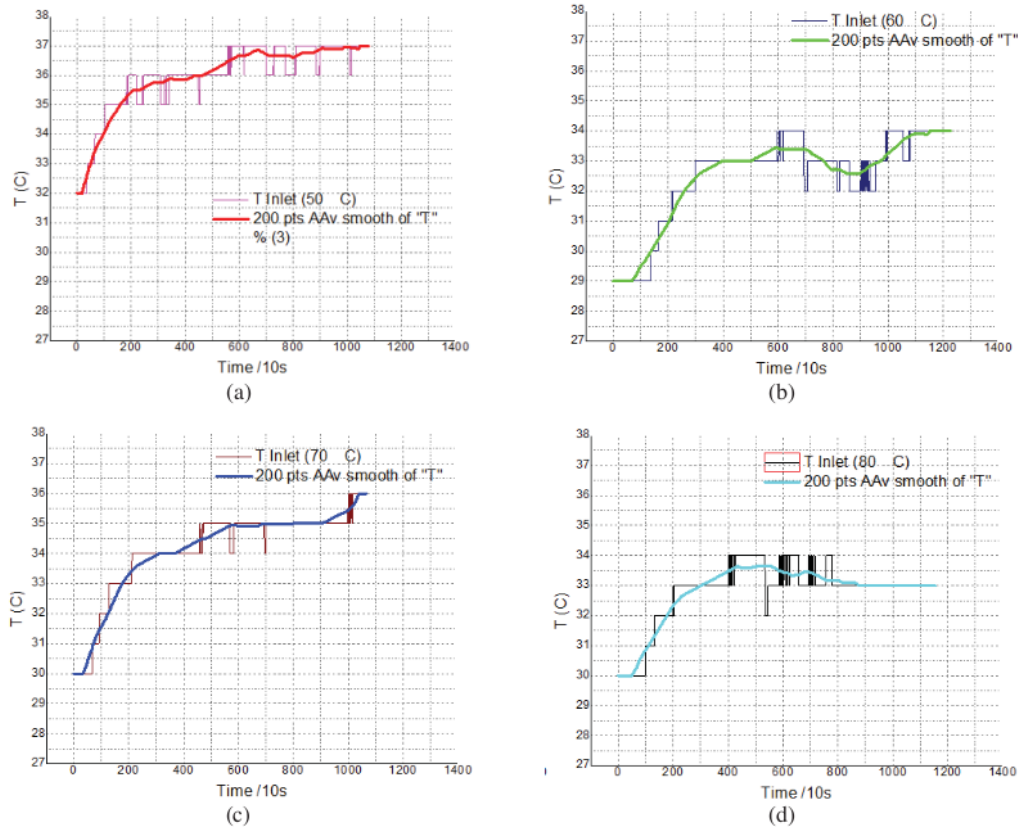 (a)
38
37
36
35
34
33
32
31
30
29
28
27
T (C)
T Inlet (50 C)
200 pts AAv smooth of "T"
% (3)
0 200 400 600 800 1000 1200 1400
Time /10s
(a)
(b)
38
37
36
35
34
33
32
31
30
29
28
27
T (C)
T Inlet (60 C)
200 pts AAv smooth of "T"
0 200 400 600 800 1000 1200 1400
Time /10s
(b)
(c)
38
37
36
35
34
33
32
31
30
29
28
27
T (C)
T Inlet (70 C)
200 pts AAv smooth of "T"
0 200 400 600 800 1000 1200 1400
Time /10s
(c)
(d)
38
37
36
35
34
33
32
31
30
29
28
27
T (C)
T Inlet (80 C)
200 pts AAv smooth of "T"
0 200 400 600 800 1000 1200 1400
Time /10s
(d)